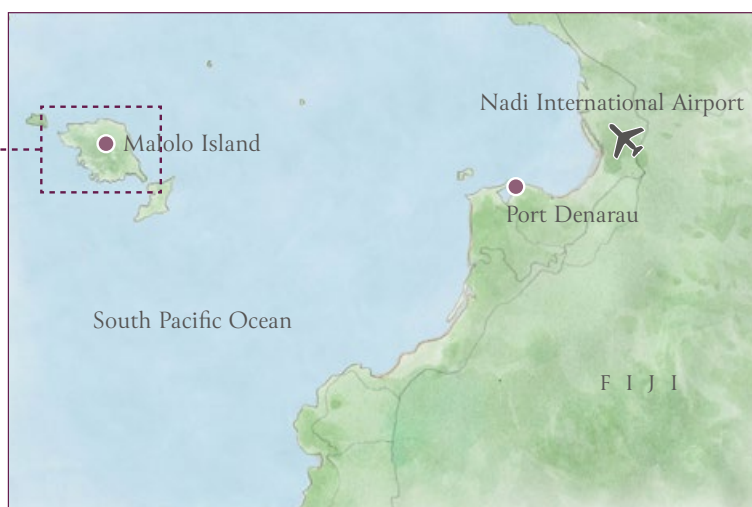 Nadi International Airport
Malolo Island
Port Denarau
South Pacific Ocean
F I J I